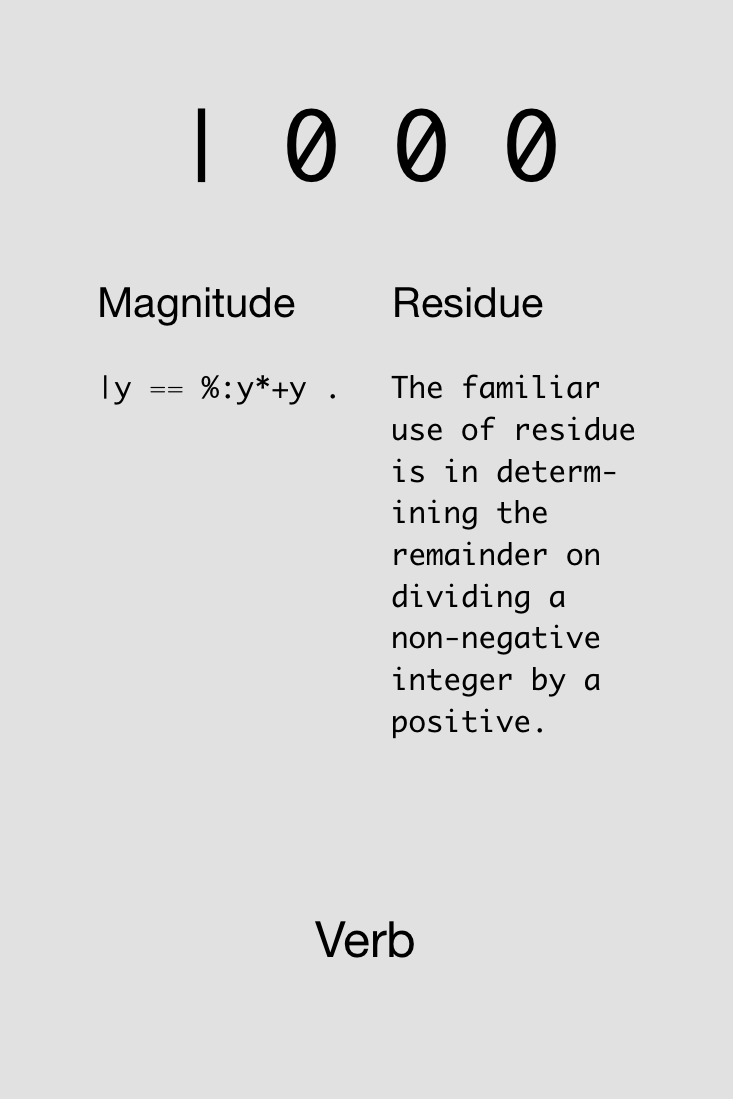 | 0 0 0
Magnitude
|y == %:y*+y .
Residue
The familiar
use of residue
is in determ-
ining the
remainder on
dividing a
non-negative
integer by a
positive.
Verb